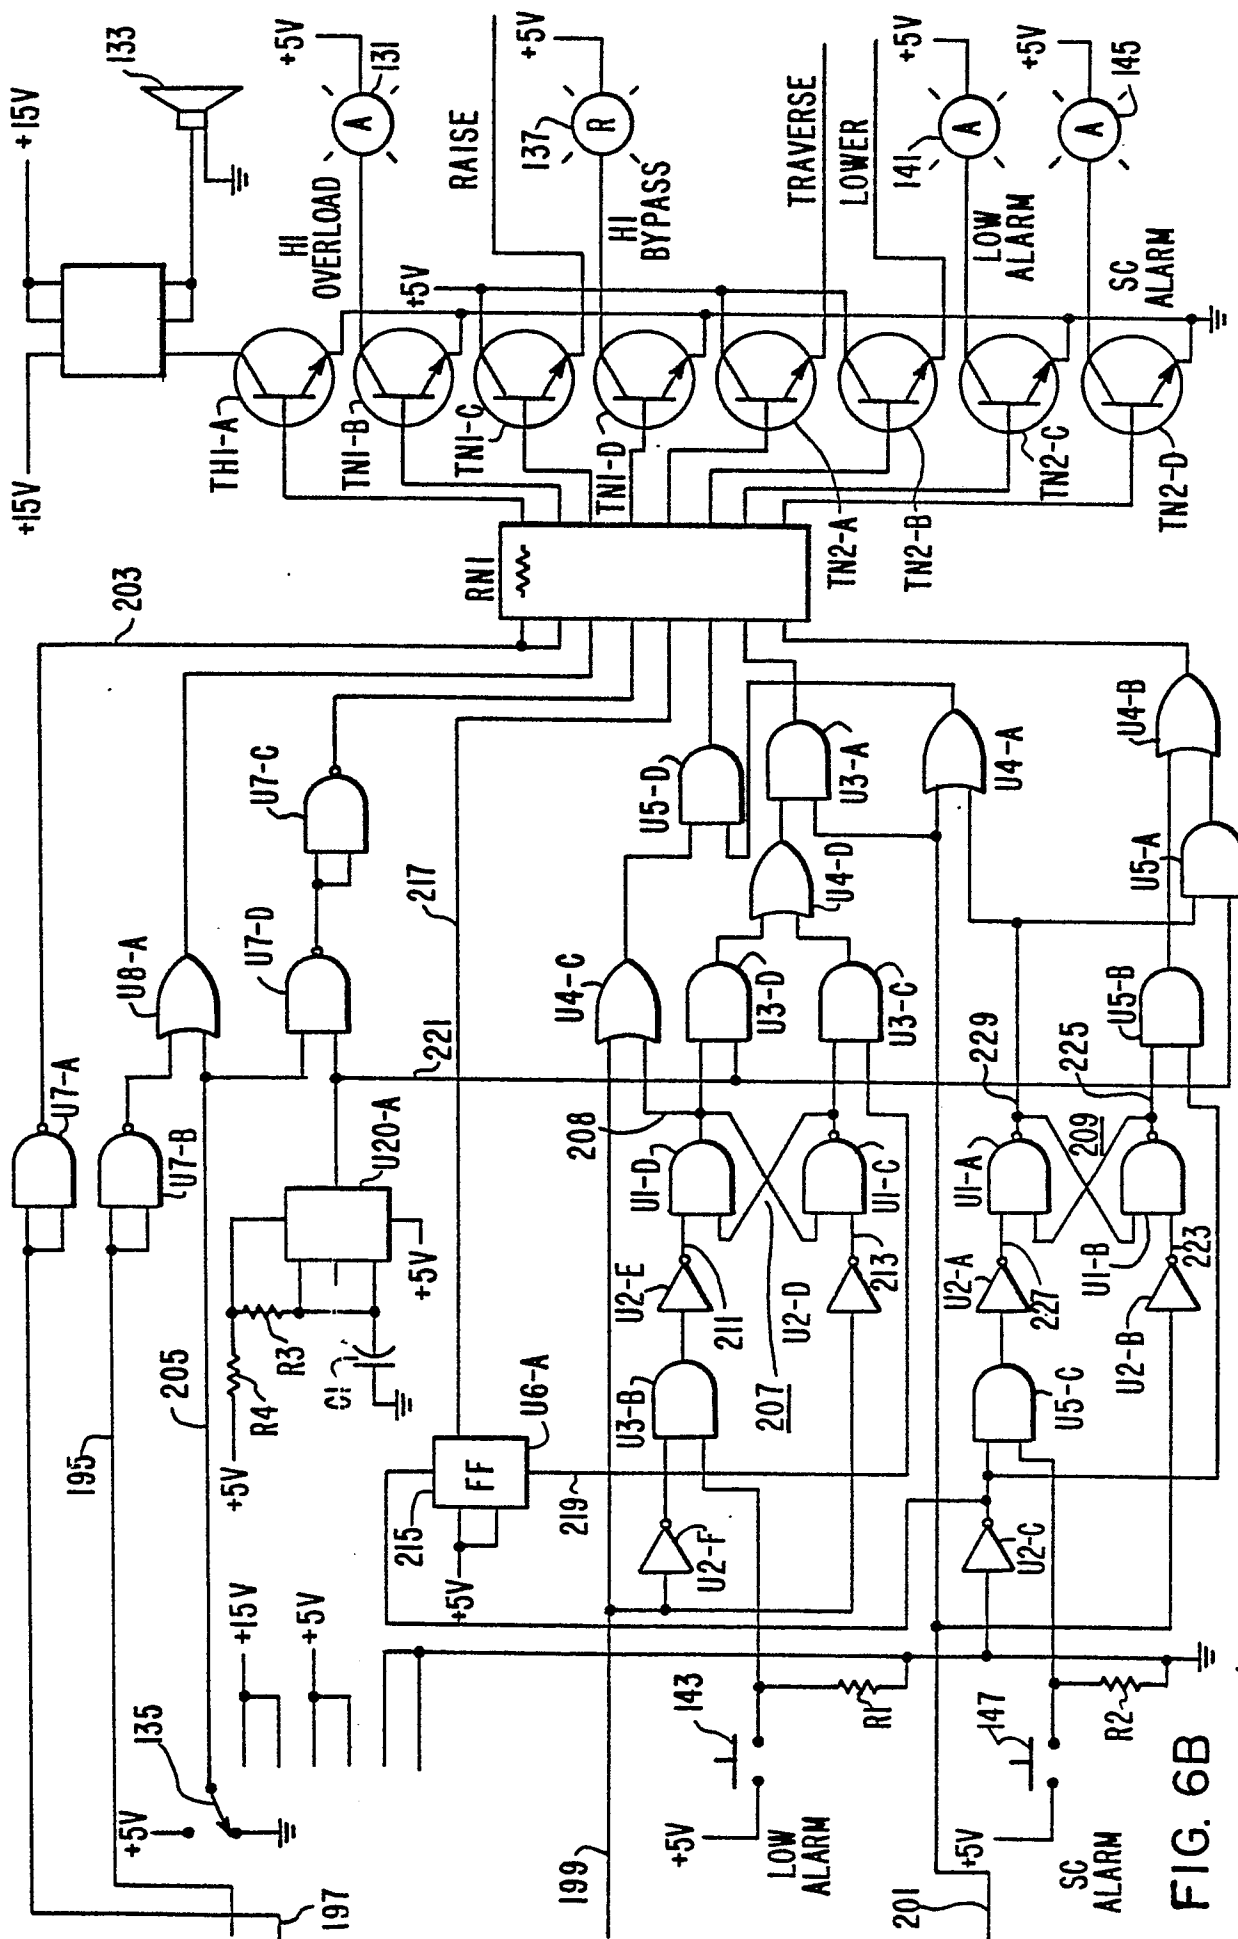 +15V
+15V
203
133
U7-A
THI-A
197
195
+5V
135
205
U7-B
U8-A
+15V
+5V
+5V
R4
R3
C1
U20-A
U7-D
U7-C
+5V
HI
OVERLOAD
A
131
+5V
TNI-B
+5V
215
FF
U6-A
217
221
RNI
TNI-C
RAISE
+5V
219
TNI-D
137
R
+5V
HI
BYPASS
199
U2-F
U3-B
U2-E
211
UI-D
208
U4-C
U3-D
U5-D
TN2-A
TRAVERSE
+5V
LOW
ALARM
143
R1
207
U2-D
213
UI-C
U3-C
U4-D
U3-A
TN2-B
LOWER
201
U2-C
U5-C
U2-A
227
UI-A
209
229
U4-A
TN2-C
LOW
ALARM
141
A
+5V
+5V
SC
ALARM
147
R2
U2-B
223
UI-B
225
U5-B
U5-A
U4-B
TN2-D
SC
ALARM
A
145
+5V
FIG. 6B